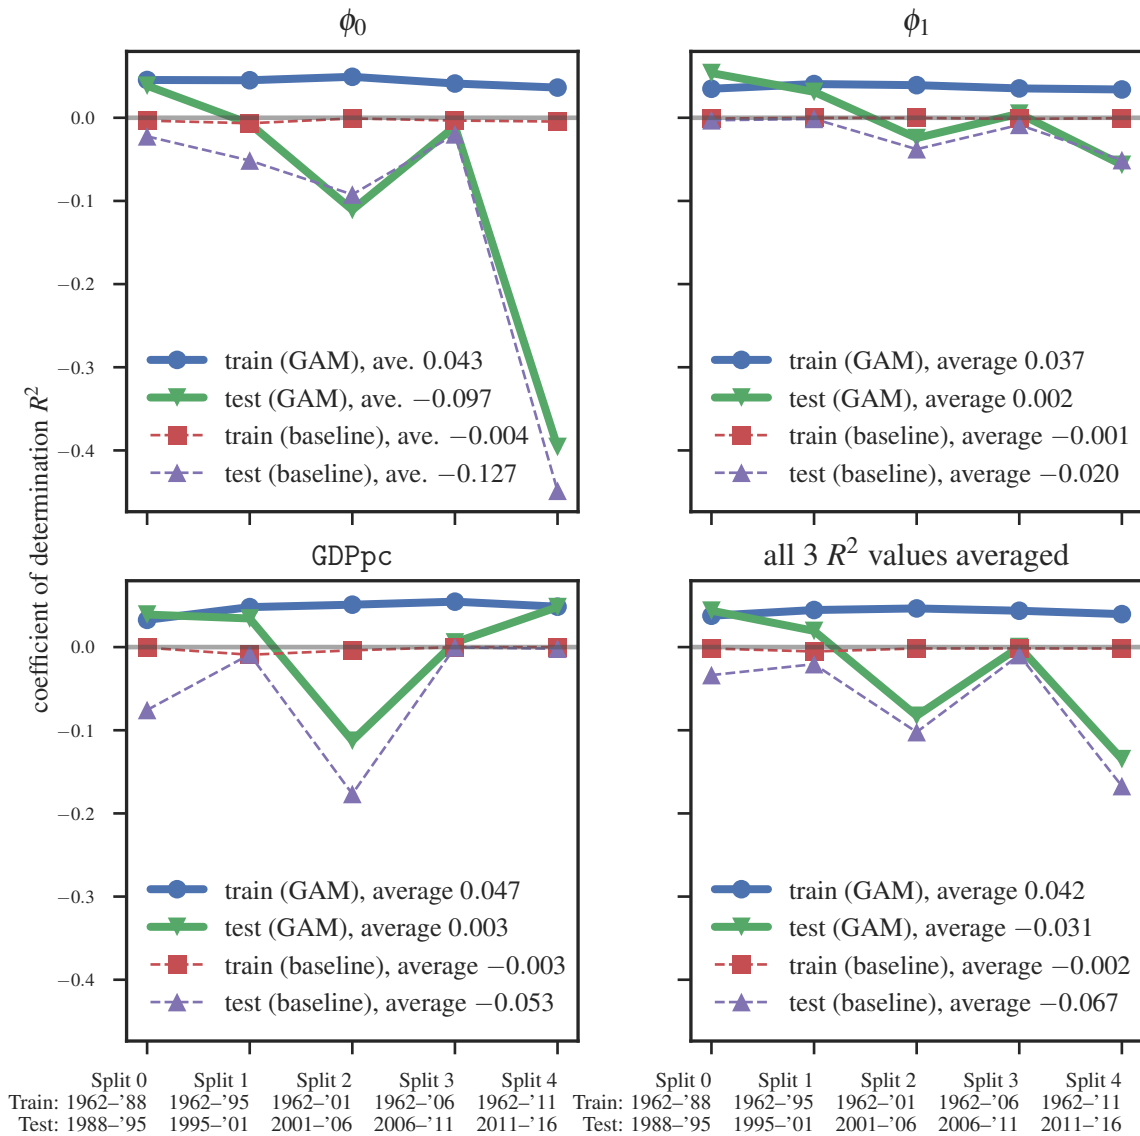 ϕ₀
0.0
−0.1
−0.2
−0.3
−0.4
train (GAM), ave. 0.043
test (GAM), ave. −0.097
train (baseline), ave. −0.004
test (baseline), ave. −0.127
ϕ₁
train (GAM), average 0.037
test (GAM), average 0.002
train (baseline), average −0.001
test (baseline), average −0.020
coefficient of determination R²
GDPpc
0.0
−0.1
−0.2
−0.3
−0.4
train (GAM), average 0.047
test (GAM), average 0.003
train (baseline), average −0.003
test (baseline), average −0.053
all 3 R² values averaged
train (GAM), average 0.042
test (GAM), average −0.031
train (baseline), average −0.002
test (baseline), average −0.067
Split 0 Split 1 Split 2 Split 3 Split 4
Train: 1962–'88 1962–'95 1962–'01 1962–'06 1962–'11
Test: 1988–'95 1995–'01 2001–'06 2006–'11 2011–'16
Split 0 Split 1 Split 2 Split 3 Split 4
Train: 1962–'88 1962–'95 1962–'01 1962–'06 1962–'11
Test: 1988–'95 1995–'01 2001–'06 2006–'11 2011–'16